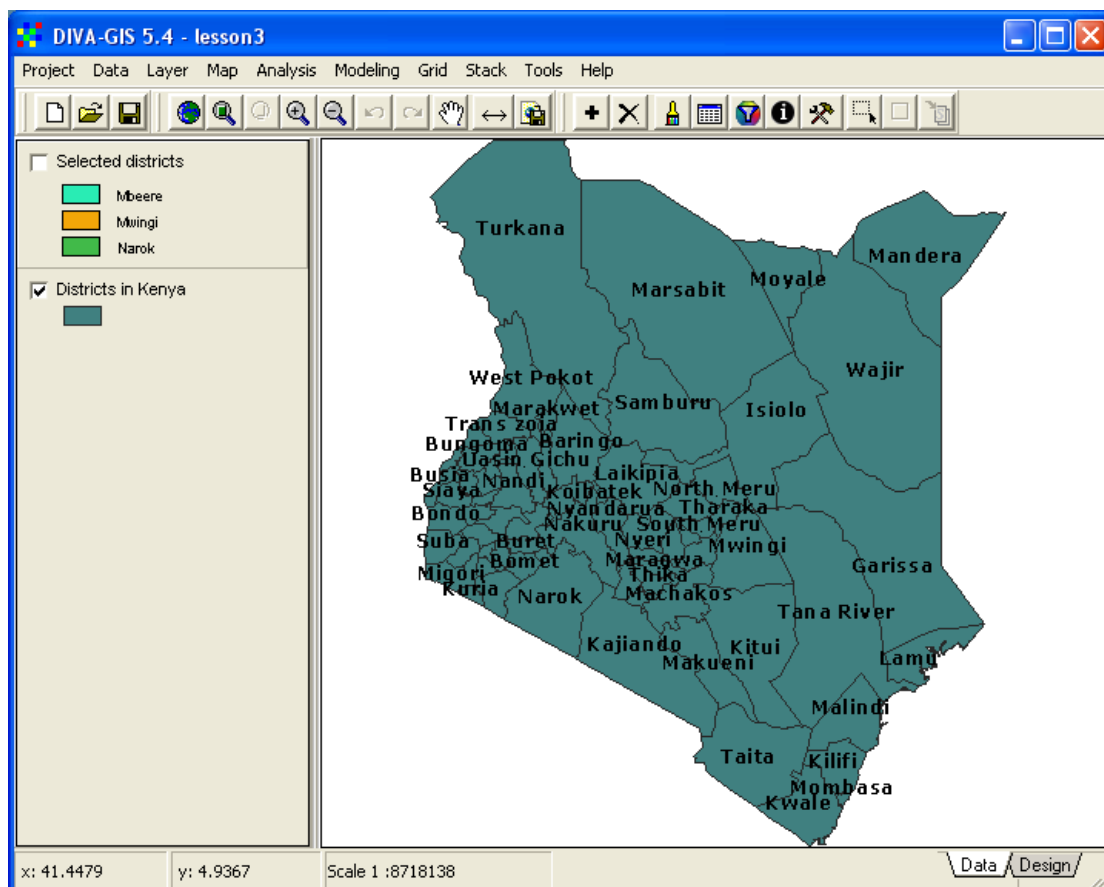 DIVA-GIS 5.4 - lesson3
Project Data Layer Map Analysis Modeling Grid Stack Tools Help
Selected districts
Mbeere
Mwingi
Narok
Districts in Kenya
Turkana
Mandera
Moyale
Marsabit
Wajir
West Pokot
Samburu
Isiolo
Marakwet
Trans zoia
Bungoma
Baringo
Uasin Gichu
Busia
Laikipia
Nandi
Siaya
Koibatek
North Meru
Nyandarua
Tharaka
Bondo
Nakuru
South Meru
Suba
Buret
Nyeri
Mwingi
Bomet
Maragwa
Garissa
Migori
Thika
Kuria
Narok
Machakos
Tana River
Kajiando
Kitui
Makueni
Lamu
Malindi
Taita
Kilifi
Mombasa
Kwale
x: 41.4479
y: 4.9367
Scale 1 :8718138
Data
Design